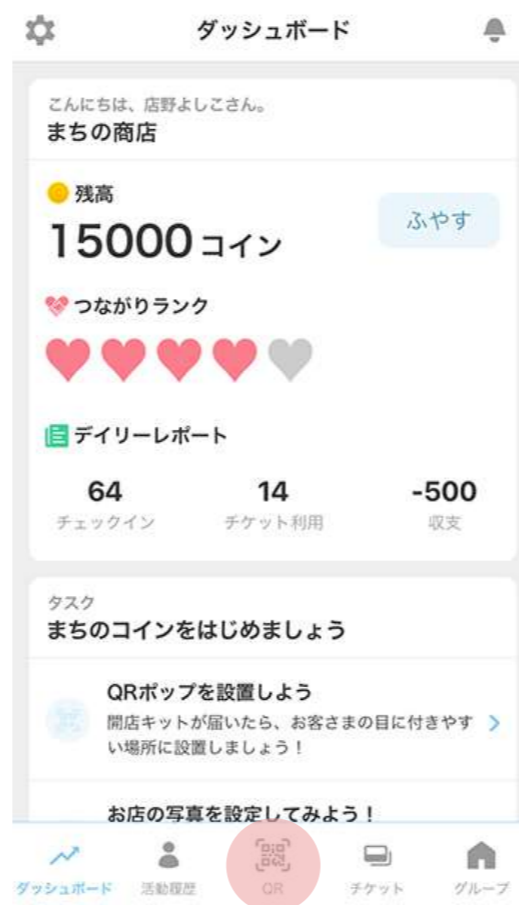 ダッシュボード
こんにちは、店野よしこさん。
まちの商店
残高
15000コイン
ふやす
つながりランク
デイリーレポート
64
チェックイン
14
チケット利用
-500
収支
タスク
まちのコインをはじめましょう
QRポップを設置しよう
開店キットが届いたら、お客さまの目に付きやす
い場所に設置しましょう！
お店の写真を設定してみよう！
ダッシュボード
活動履歴
QR
チケット
グループ